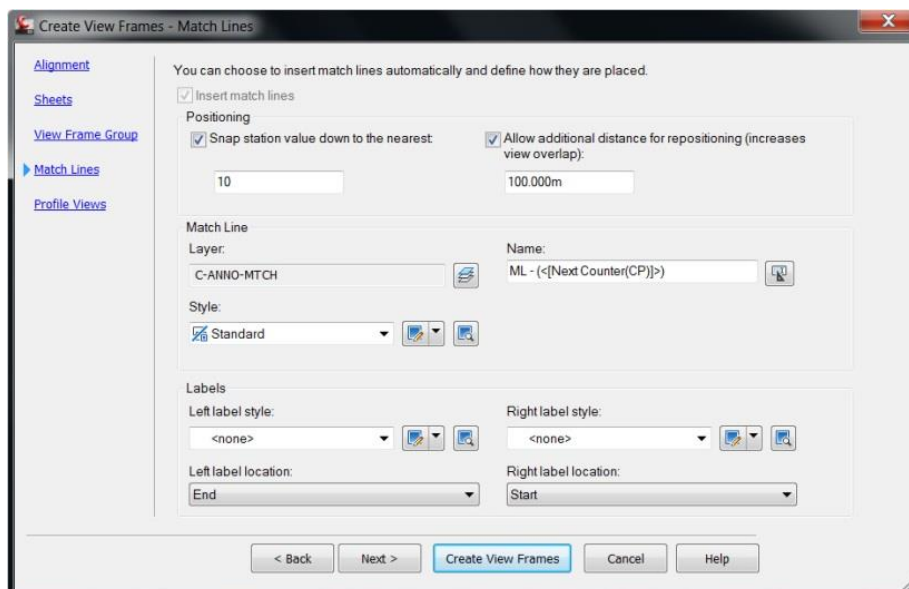 Create View Frames - Match Lines
Alignment
Sheets
View Frame Group
Match Lines
Profile Views
You can choose to insert match lines automatically and define how they are placed.
Insert match lines
Positioning
Snap station value down to the nearest:
10
Allow additional distance for repositioning (increases
view overlap):
100.000m
Match Line
Layer:
C-ANNO-MTCH
Name:
ML - (<[Next Counter(CP)]>)
Style:
Standard
Labels
Left label style:
<none>
Right label style:
<none>
Left label location:
End
Right label location:
Start
< Back
Next >
Create View Frames
Cancel
Help